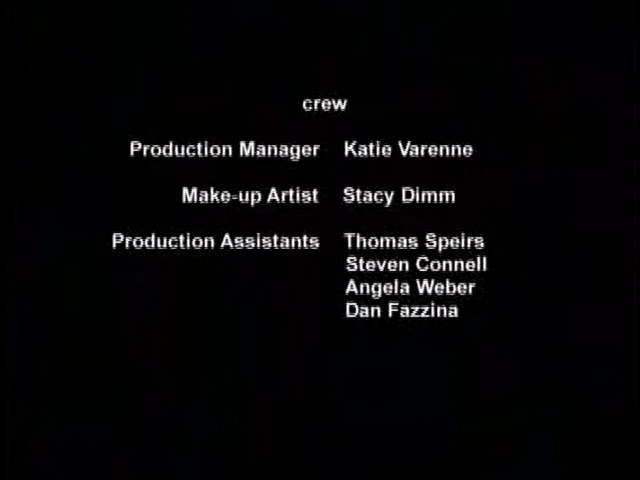 crew
Production Manager Katie Varenne
Make-up Artist Stacy Dimm
Production Assistants Thomas Speirs
Steven Connell
Angela Weber
Dan Fazzina